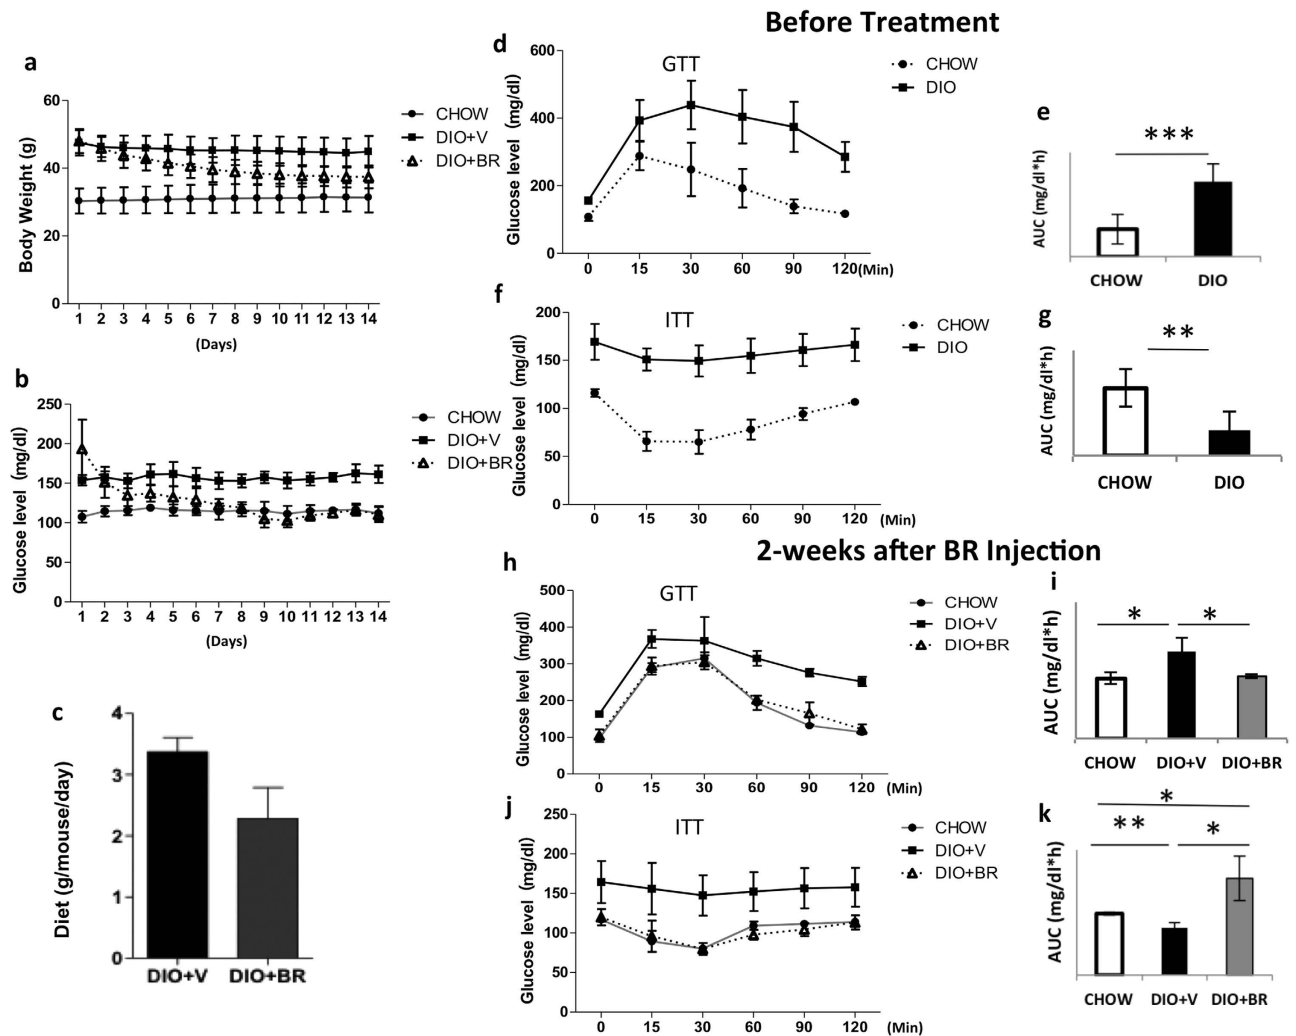 Before Treatment
a
60
40
20
0
Body Weight (g)
1 2 3 4 5 6 7 8 9 10 11 12 13 14
(Days)
CHOW
DIO+V
DIO+BR
b
250
200
150
100
50
0
Glucose level (mg/dl)
1 2 3 4 5 6 7 8 9 10 11 12 13 14
(Days)
CHOW
DIO+V
DIO+BR
c
4
3
2
1
0
Diet (g/mouse/day)
DIO+V DIO+BR
d
GTT
600
400
200
0
Glucose level (mg/dl)
0 15 30 60 90 120 (Min)
CHOW
DIO
e
***
AUC (mg/dl*h)
CHOW DIO
f
ITT
200
150
100
50
0
Glucose level (mg/dl)
0 15 30 60 90 120 (Min)
CHOW
DIO
g
**
AUC (mg/dl*h)
CHOW DIO
2-weeks after BR Injection
h
GTT
500
400
300
200
100
0
Glucose level (mg/dl)
0 15 30 60 90 120 (Min)
CHOW
DIO+V
DIO+BR
i
* *
AUC (mg/dl*h)
CHOW DIO+V DIO+BR
j
ITT
250
200
150
100
50
0
Glucose level (mg/dl)
0 15 30 60 90 120 (Min)
CHOW
DIO+V
DIO+BR
k
*
** *
AUC (mg/dl*h)
CHOW DIO+V DIO+BR